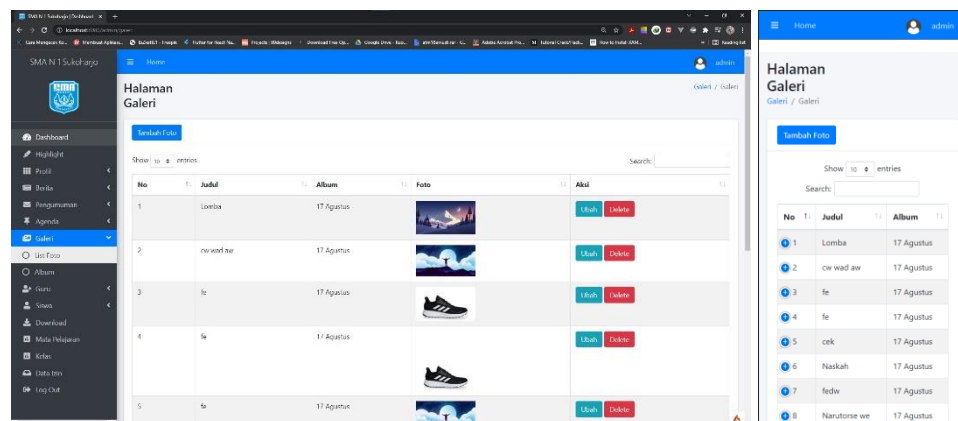 SMA N 1 Sukoharjo | Dashboard
SMA N 1 Sukoharjo
Dashboard
Highlight
Profil
Berita
Pengumuman
Agenda
Galeri
List Foto
Album
Guru
Siswa
Download
Mata Pelajaran
Kelas
Data Izin
Log Out
Home
admin
Halaman
Galeri
Galeri / Galeri
Tambah Foto
Show 10 entries
Search:
No Judul Album Foto Aksi
1 Lomba 17 Agustus Ubah Delete
2 cw wad aw 17 Agustus Ubah Delete
3 fe 17 Agustus Ubah Delete
4 fe 17 Agustus Ubah Delete
5 fe 17 Agustus Ubah Delete
Home
admin
Halaman
Galeri
Galeri / Galeri
Tambah Foto
Show 10 entries
Search:
No Judul Album
1 Lomba 17 Agustus
2 cw wad aw 17 Agustus
3 fe 17 Agustus
4 fe 17 Agustus
5 cek 17 Agustus
6 Naskah 17 Agustus
7 fedw 17 Agustus
8 Narutorse we 17 Agustus